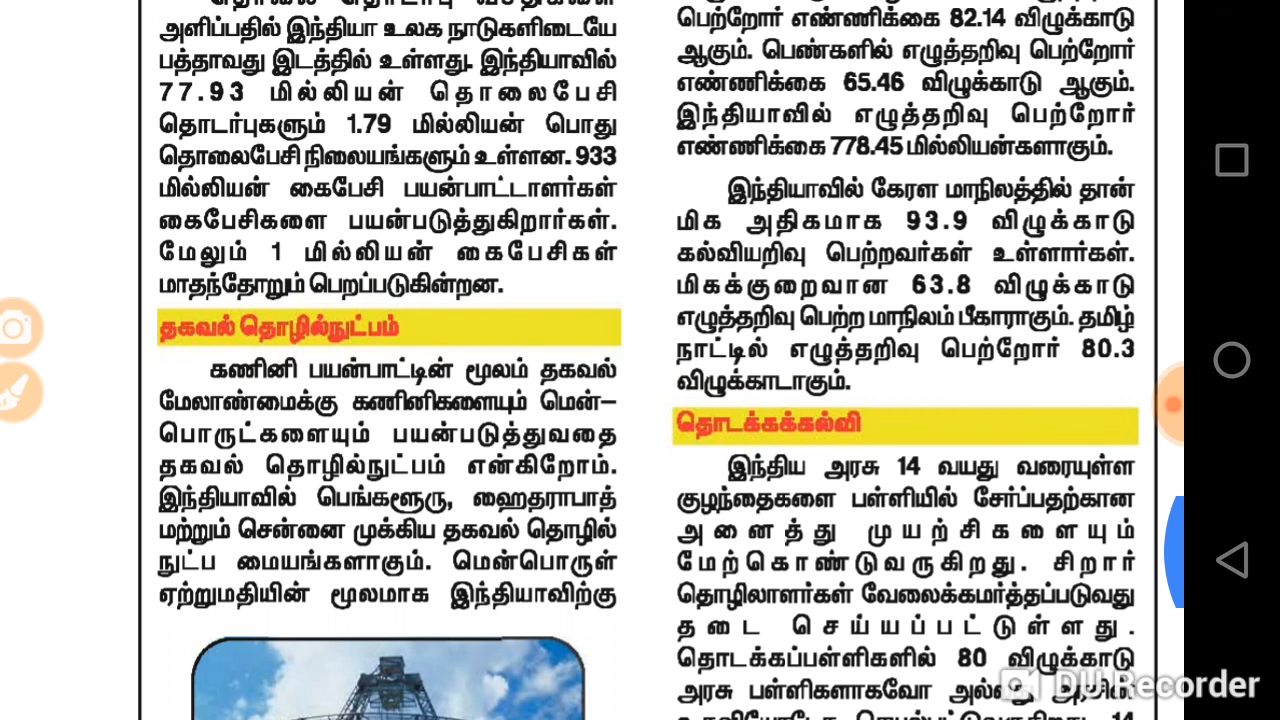 தொலை தொடர்பு வசதிகளை
அளிப்பதில் இந்தியா உலக நாடுகளிடையே
பத்தாவது இடத்தில் உள்ளது. இந்தியாவில்
77.93 மில்லியன் தொலைபேசி
தொடர்புகளும் 1.79 மில்லியன் பொது
தொலைபேசி நிலையங்களும் உள்ளன. 933
மில்லியன் கைபேசி பயன்பாட்டாளர்கள்
கைபேசிகளை பயன்படுத்துகிறார்கள்.
மேலும் 1 மில்லியன் கைபேசிகள்
மாதந்தோறும் பெறப்படுகின்றன.
தகவல் தொழில்நுட்பம்
கணினி பயன்பாட்டின் மூலம் தகவல்
மேலாண்மைக்கு கணினிகளையும் மென்–
பொருட்களையும் பயன்படுத்துவதை
தகவல் தொழில்நுட்பம் என்கிறோம்.
இந்தியாவில் பெங்களூரு, ஹைதராபாத்
மற்றும் சென்னை முக்கிய தகவல் தொழில்
நுட்ப மையங்களாகும். மென்பொருள்
ஏற்றுமதியின் மூலமாக இந்தியாவிற்கு
பெற்றோர் எண்ணிக்கை 82.14 விழுக்காடு
ஆகும். பெண்களில் எழுத்தறிவு பெற்றோர்
எண்ணிக்கை 65.46 விழுக்காடு ஆகும்.
இந்தியாவில் எழுத்தறிவு பெற்றோர்
எண்ணிக்கை 778.45 மில்லியன்களாகும்.
இந்தியாவில் கேரள மாநிலத்தில் தான்
மிக அதிகமாக 93.9 விழுக்காடு
கல்வியறிவு பெற்றவர்கள் உள்ளார்கள்.
மிகக்குறைவான 63.8 விழுக்காடு
எழுத்தறிவு பெற்ற மாநிலம் பீகாராகும். தமிழ்
நாட்டில் எழுத்தறிவு பெற்றோர் 80.3
விழுக்காடாகும்.
தொடக்கக்கல்வி
இந்திய அரசு 14 வயது வரையுள்ள
குழந்தைகளை பள்ளியில் சேர்ப்பதற்கான
அனைத்து முயற்சிகளையும்
மேற்கொண்டுவருகிறது. சிறார்
தொழிலாளர்கள் வேலைக்கமர்த்தப்படுவது
தடை செய்யப்பட்டுள்ளது.
தொடக்கப்பள்ளிகளில் 80 விழுக்காடு
அரசு பள்ளிகளாகவோ அல்லது அரசின்
DU Recorder